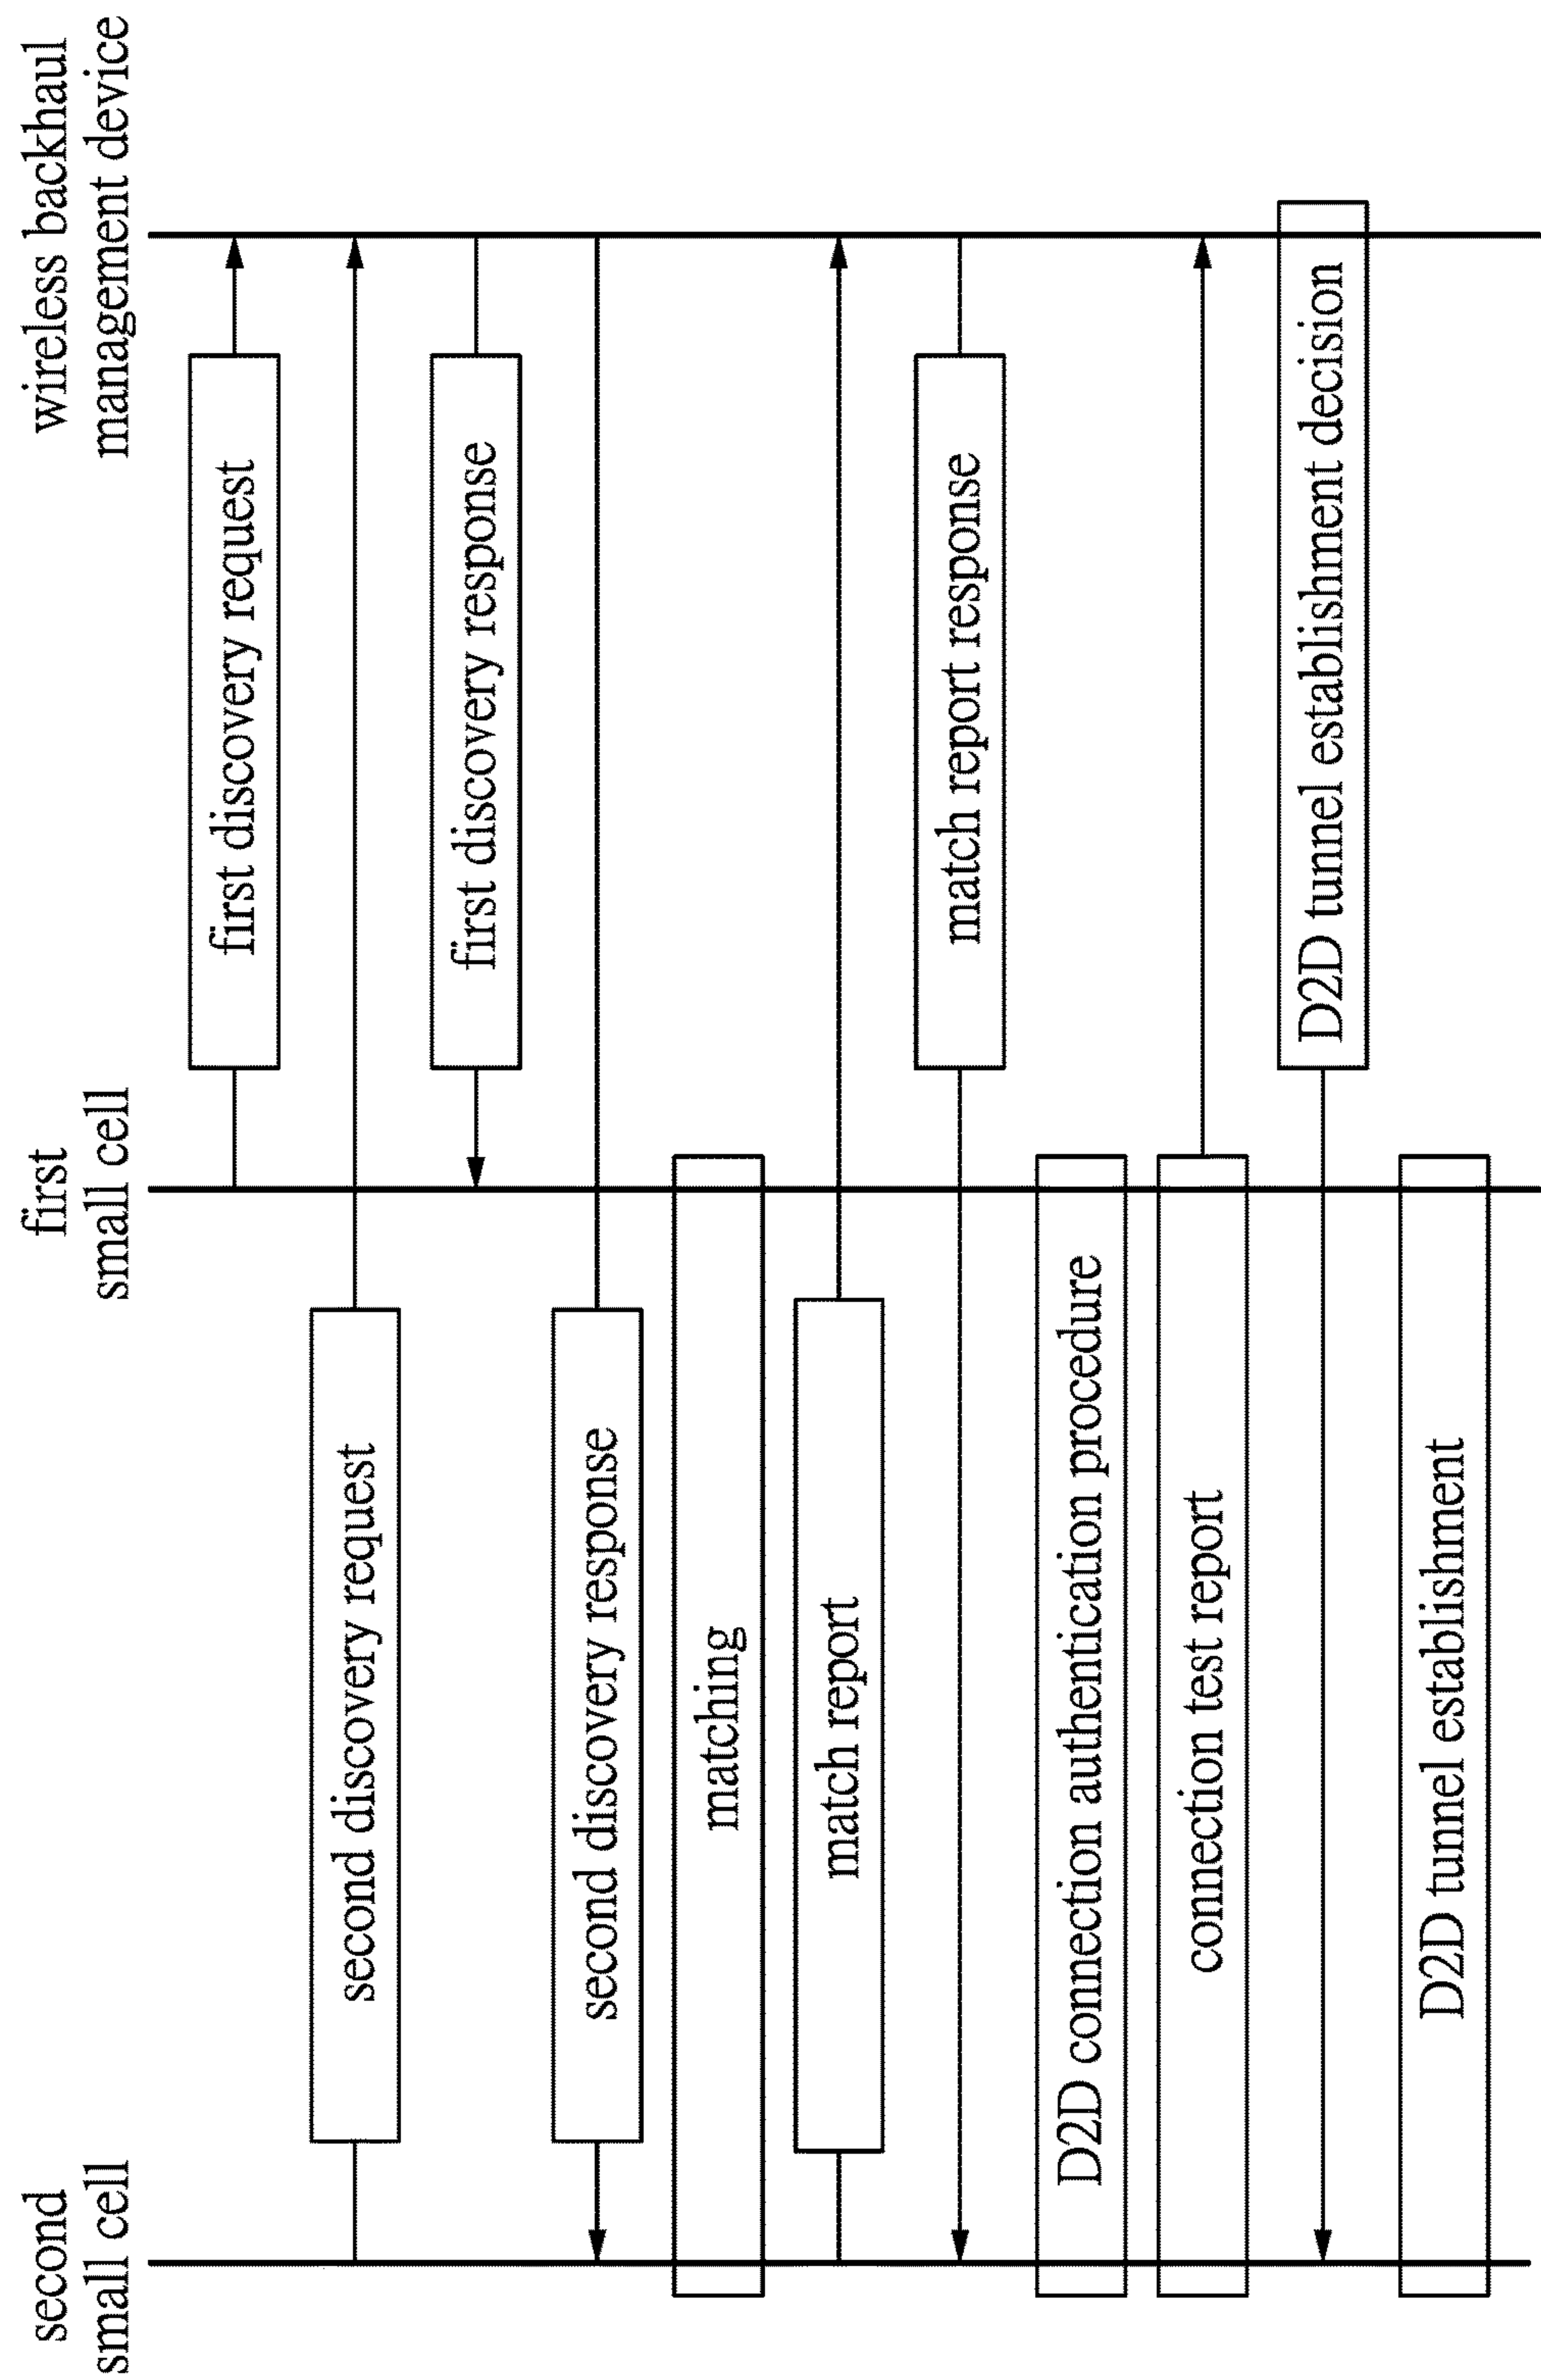 second
small cell
first
small cell
wireless backhaul
management device
first discovery request
second discovery request
first discovery response
second discovery response
matching
match report
match report response
D2D connection authentication procedure
connection test report
D2D tunnel establishment decision
D2D tunnel establishment